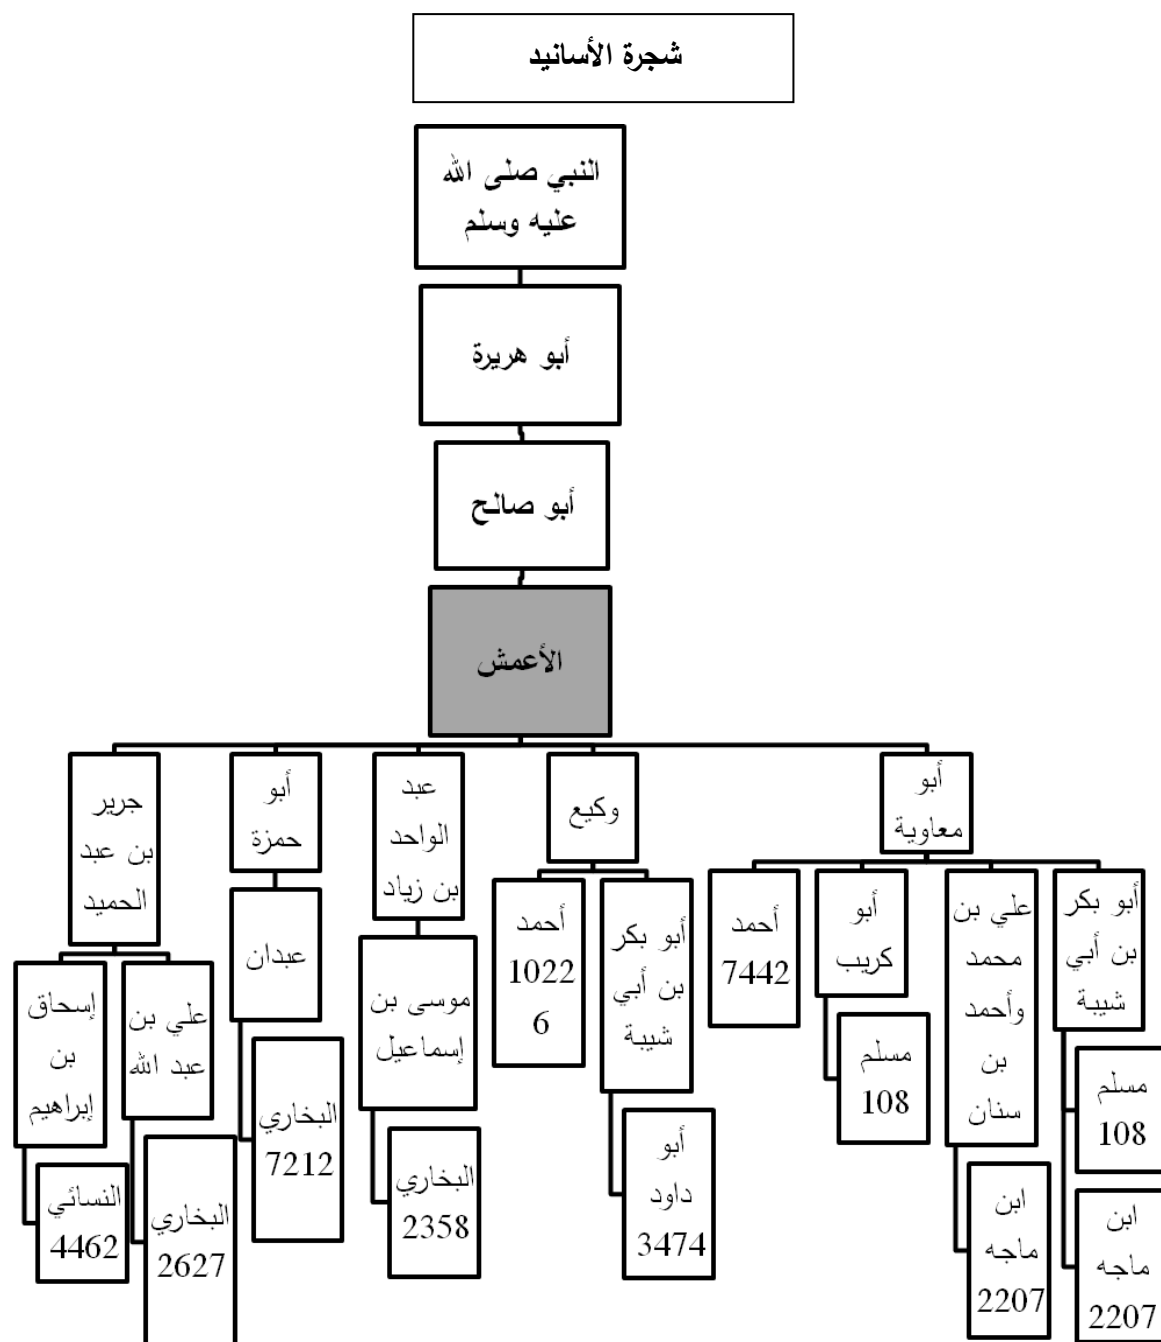 شجرة الأسانيد
النبي صلى الله
عليه وسلم
أبو هريرة
أبو صالح
الأعمش
أبو
معاوية
وكيع
عبد
الواحد
بن زياد
أبو
حمزة
جرير
بن عبد
الحميد
أبو بكر
بن أبي
شيبة
علي بن
محمد
وأحمد
بن
سنان
أبو
كريب
أحمد
7442
أبو بكر
بن أبي
شيبة
أحمد
1022
6
موسى بن
إسماعيل
عبدان
علي بن
عبد الله
إسحاق
بن
إبراهيم
مسلم
108
ابن
ماجه
2207
ابن
ماجه
2207
مسلم
108
أبو
داود
3474
البخاري
2358
البخاري
7212
البخاري
2627
النسائي
4462